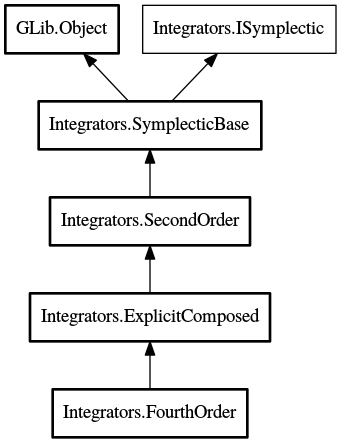 GLib.Object
Integrators.ISymplectic
Integrators.SymplecticBase
Integrators.SecondOrder
Integrators.ExplicitComposed
Integrators.FourthOrder